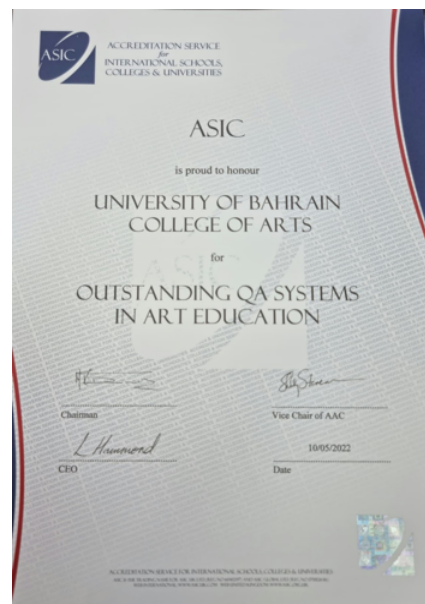 ASIC
ACCREDITATION SERVICE
for
INTERNATIONAL SCHOOLS,
COLLEGES & UNIVERSITIES
ASIC
is proud to honour
UNIVERSITY OF BAHRAIN
COLLEGE OF ARTS
for
OUTSTANDING QA SYSTEMS
IN ART EDUCATION
Chairman
Vice Chair of AAC
L Hammond
10/05/2022
CEO
Date
ACCREDITATION SERVICE FOR INTERNATIONAL SCHOOLS, COLLEGES & UNIVERSITIES